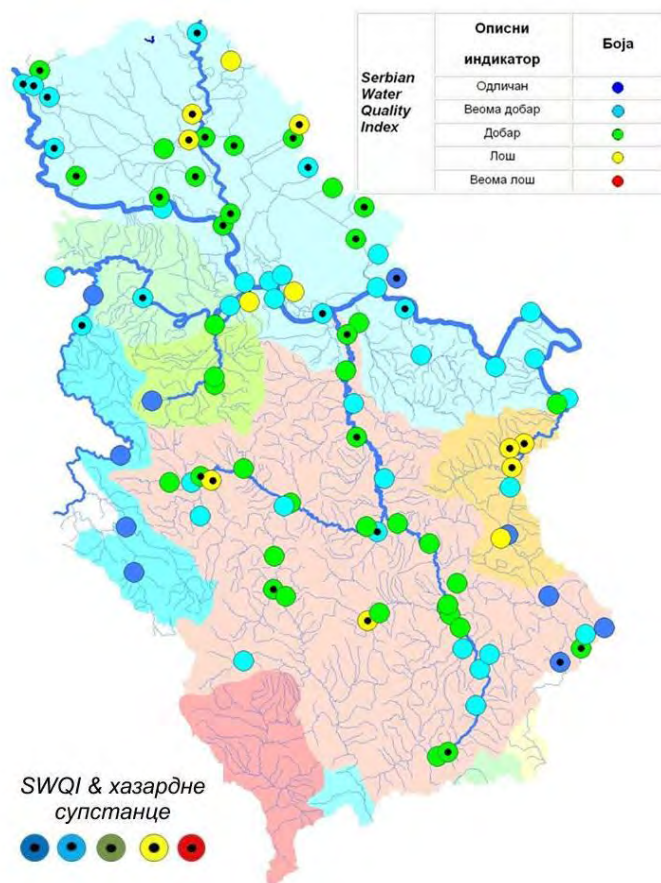 Описни
индикатор
Боја
Serbian
Water
Quality
Index
Одличан
Веома добар
Добар
Лош
Веома лош
SWQI & хазардне
супстанце